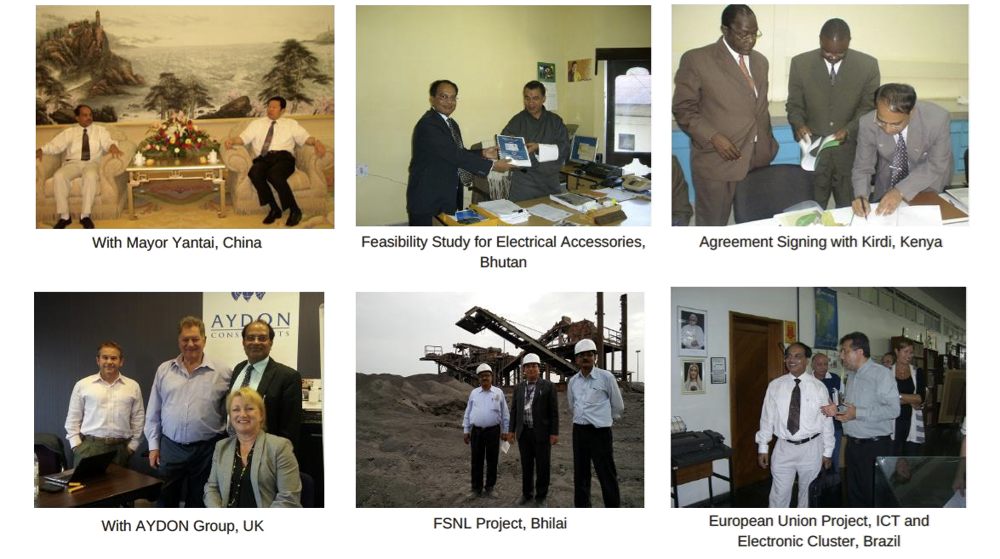 With Mayor Yantai, China
Feasibility Study for Electrical Accessories,
Bhutan
Agreement Signing with Kirdi, Kenya
AYDON
CONSULTANTS
With AYDON Group, UK
FSNL Project, Bhilai
European Union Project, ICT and
Electronic Cluster, Brazil